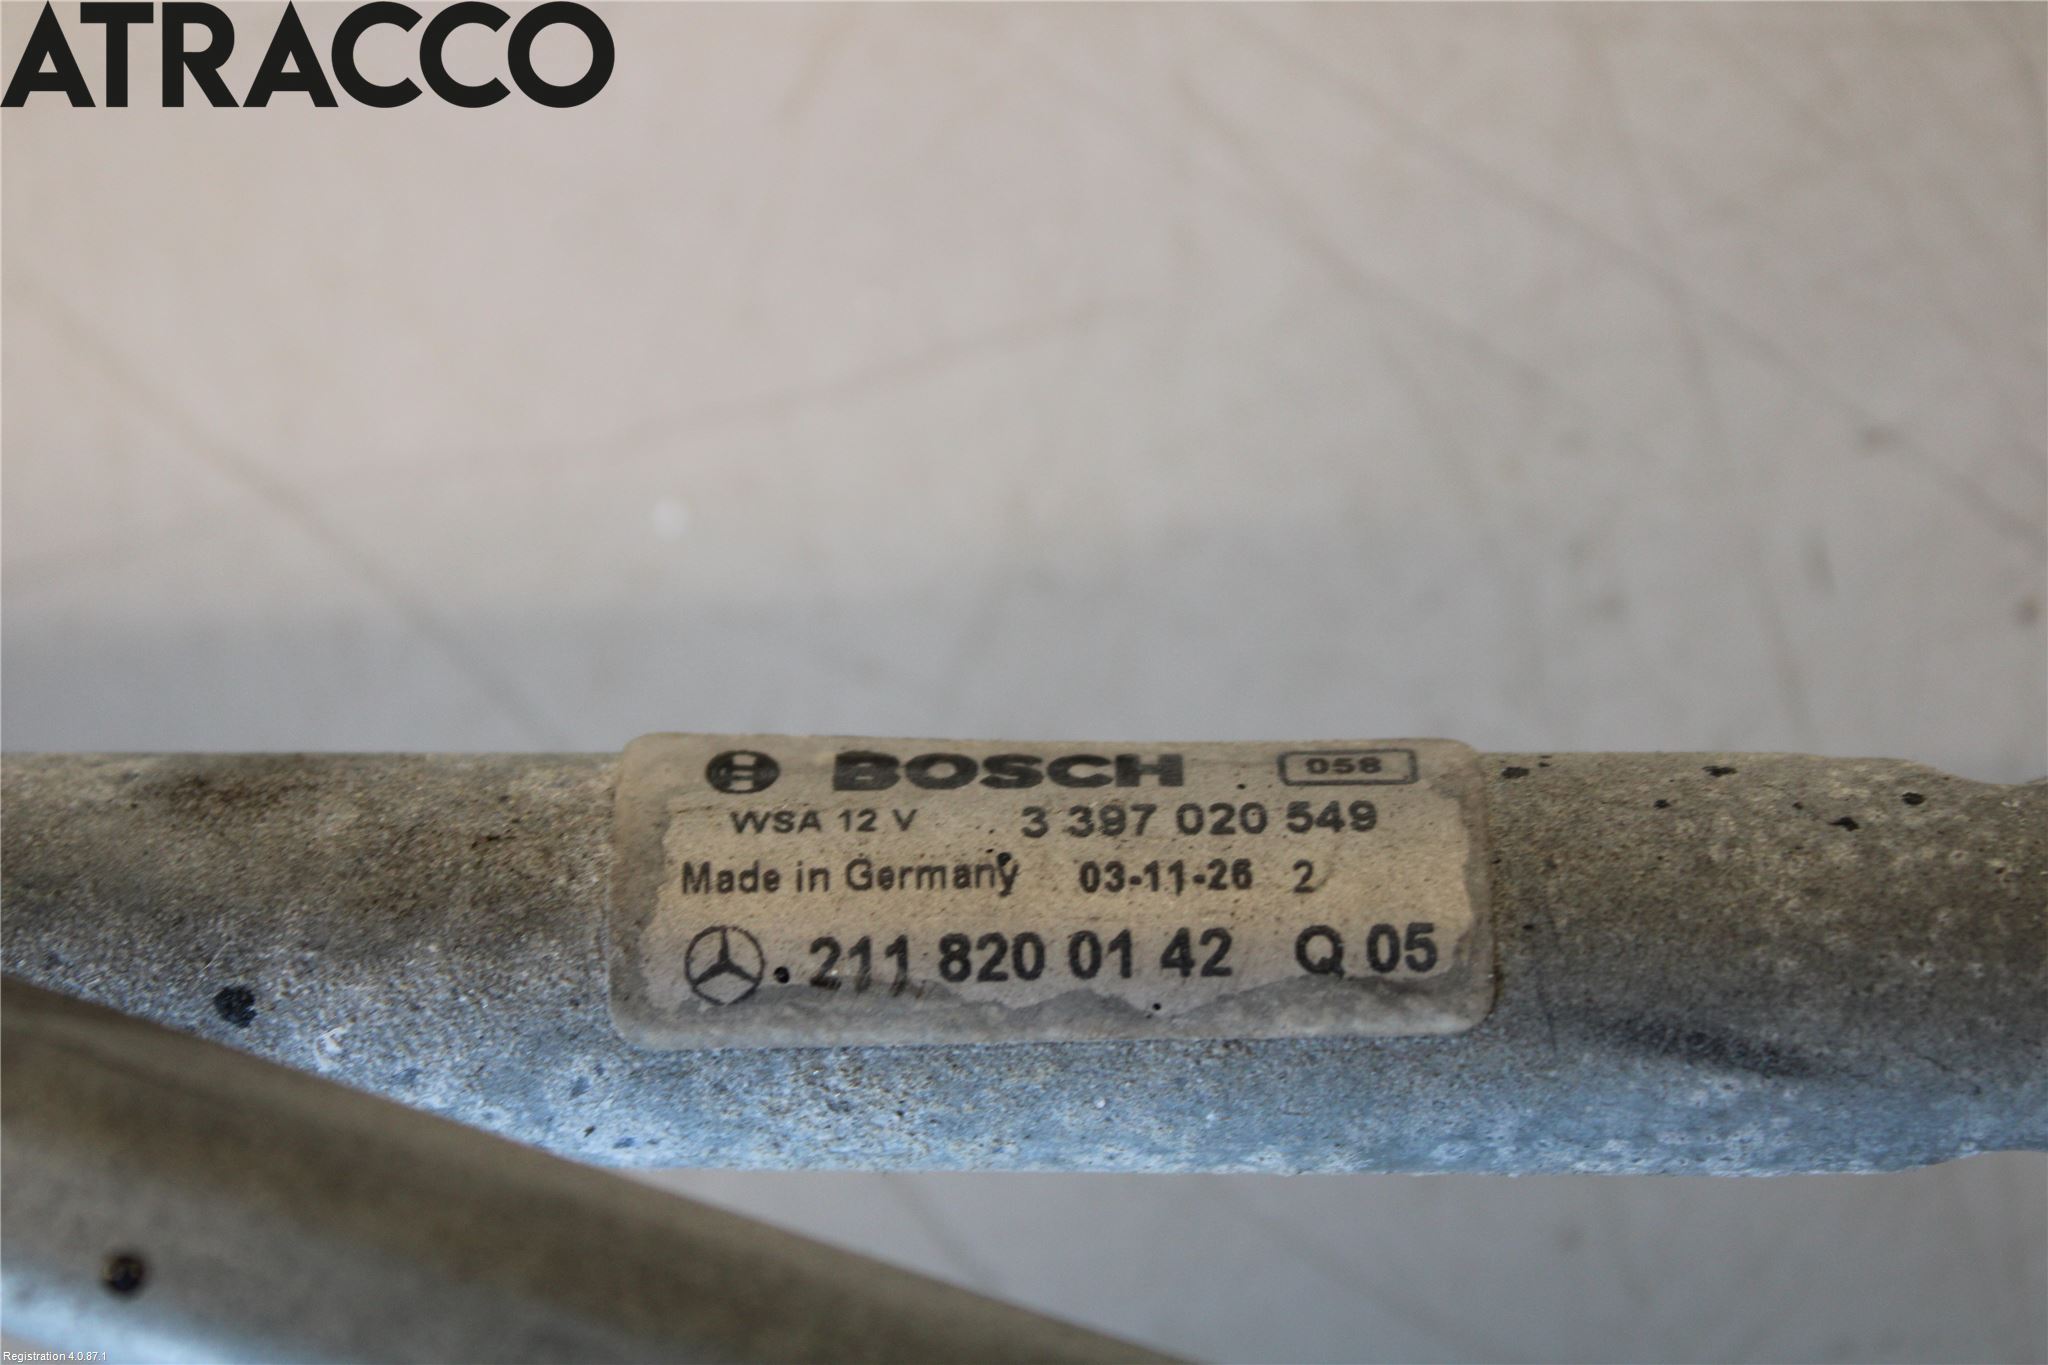 ATRACCO
BOSCH 058
WSA 12 V 3 397 020 549
Made in Germany 03-11-26 2
211 820 01 42 Q 05
Registration 4.0.87.1